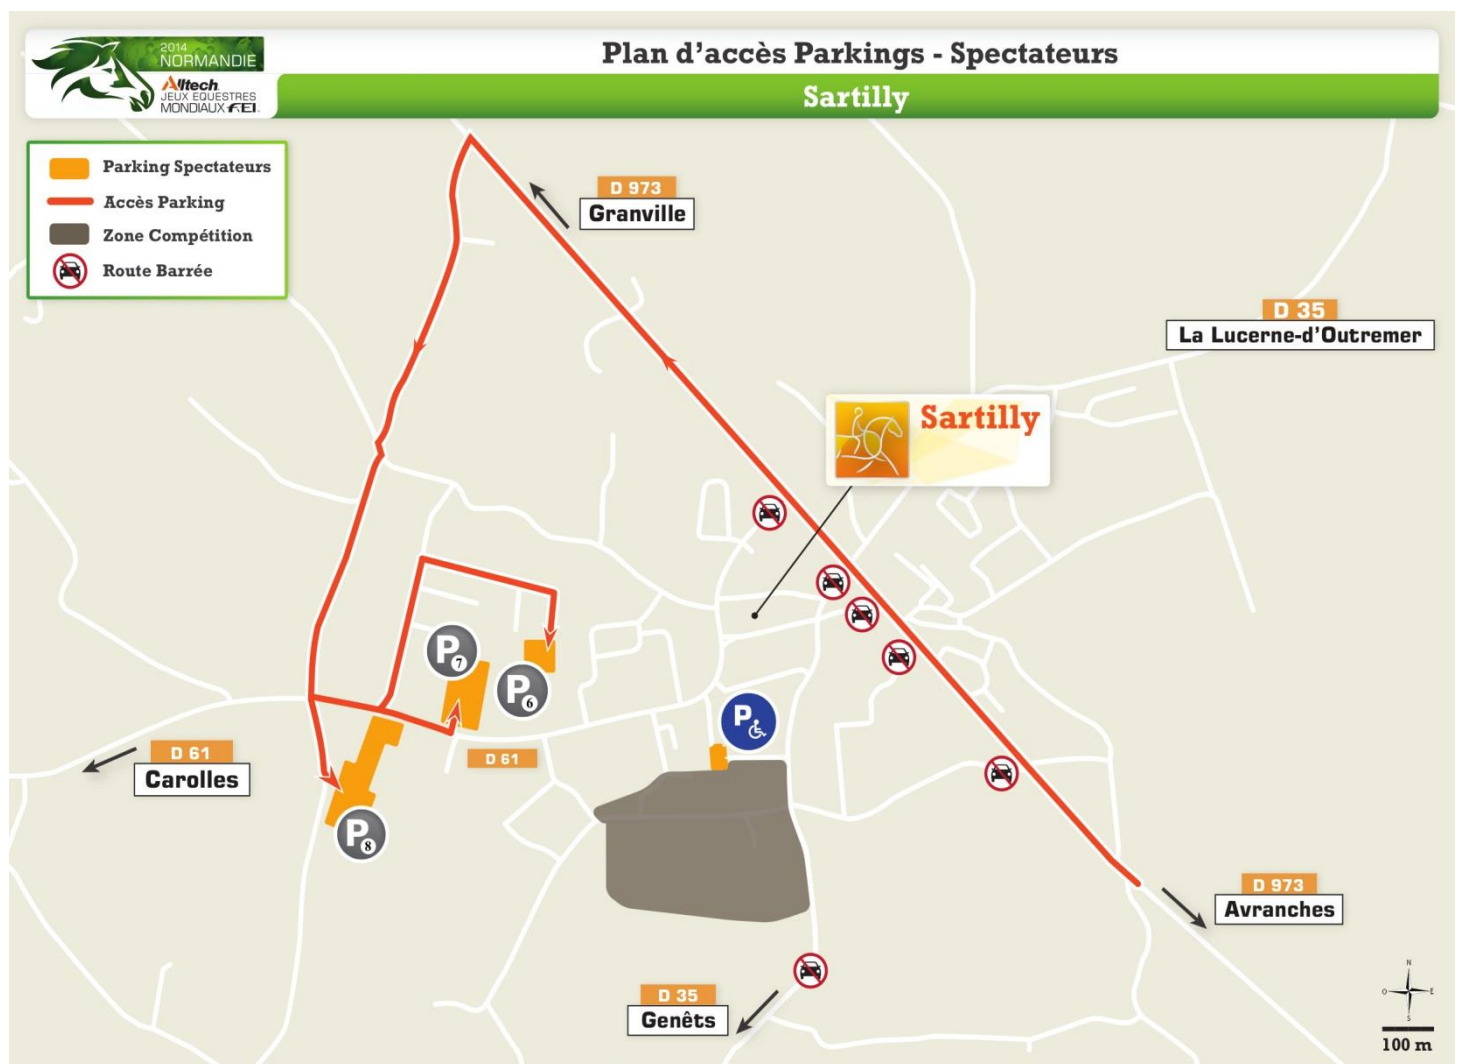 2014
NORMANDIE
Alltech
JEUX EQUESTRES
MONDIAUX FEI
Plan d'accès Parkings - Spectateurs
Sartilly
Parking Spectateurs
Accès Parking
Zone Compétition
Route Barrée
D 973
Granville
D 35
La Lucerne-d'Outremer
Sartilly
P7
P6
P
D 61
Carolles
D 61
P8
D 973
Avranches
D 35
Genêts
N
O
E
S
100 m